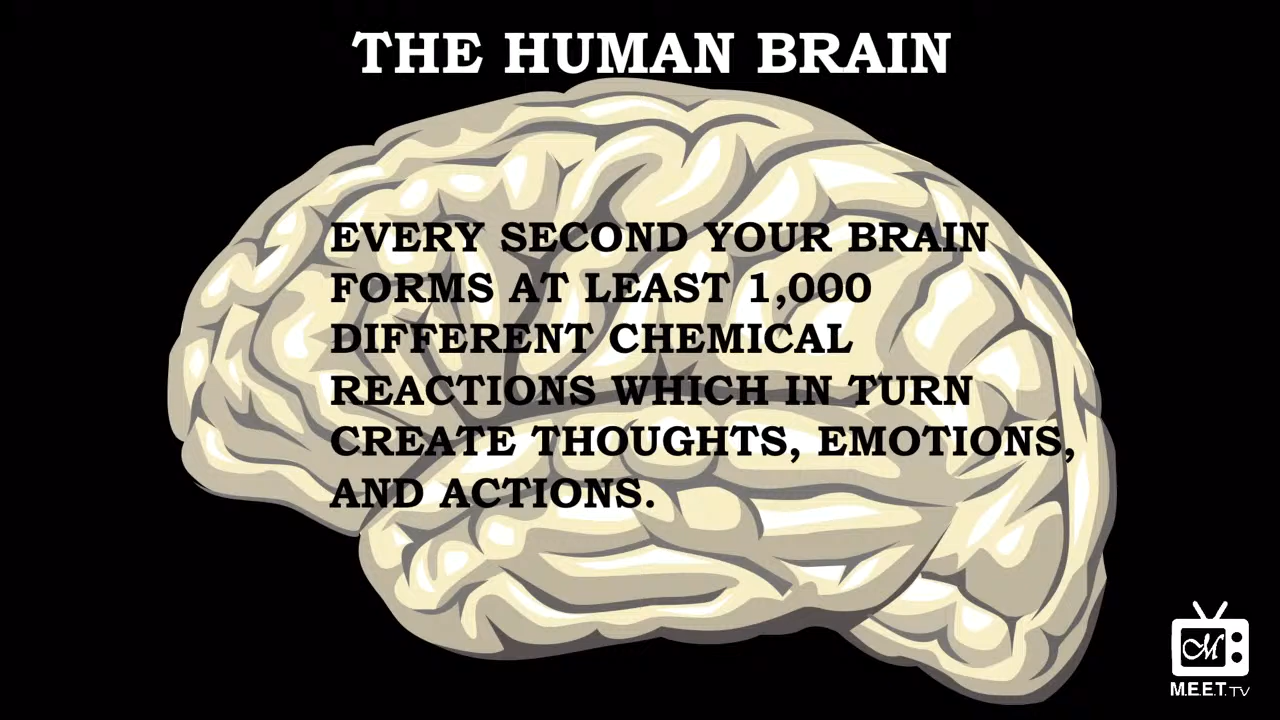 THE HUMAN BRAIN
EVERY SECOND YOUR BRAIN
FORMS AT LEAST 1,000
DIFFERENT CHEMICAL
REACTIONS WHICH IN TURN
CREATE THOUGHTS, EMOTIONS,
AND ACTIONS.
M
M.E.E.T. TV